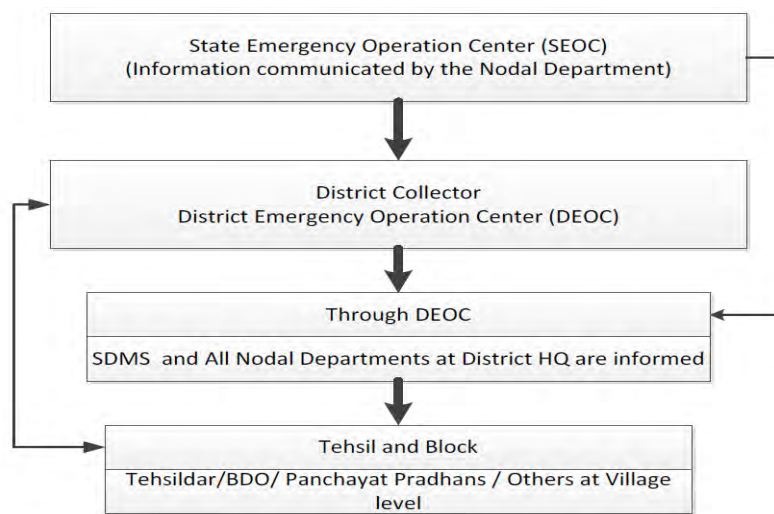 State Emergency Operation Center (SEOC)
(Information communicated by the Nodal Department)
District Collector
District Emergency Operation Center (DEOC)
Through DEOC
SDMS and All Nodal Departments at District HQ are informed
Tehsil and Block
Tehsildar/BDO/ Panchayat Pradhans / Others at Village
level